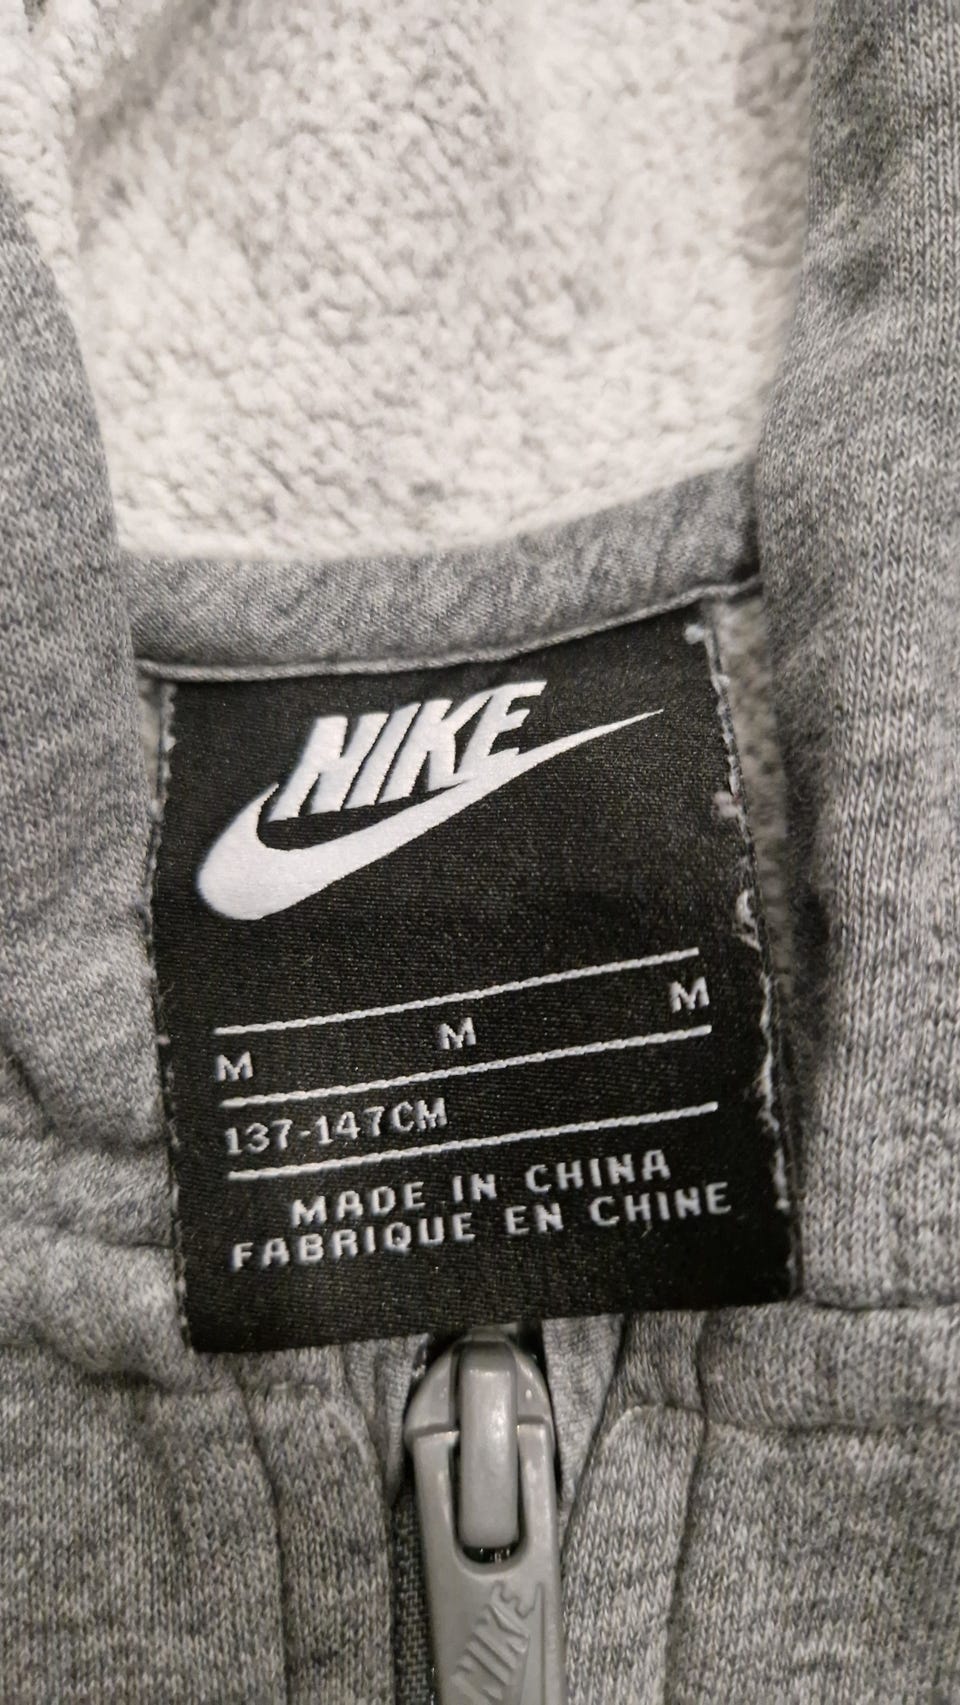 NIKE
M M M
137-147CM
MADE IN CHINA
FABRIQUE EN CHINE
NIKE